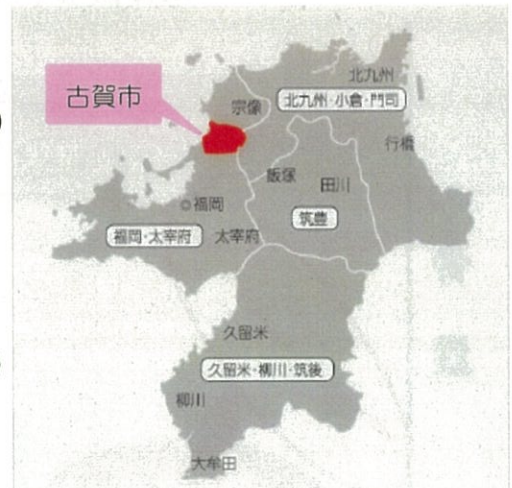 古賀市
北九州
宗像
北九州・小倉・門司
行橋
飯塚
田川
福岡
筑豊
福岡・太宰府
太宰府
久留米
久留米・柳川・筑後
柳川
大牟田